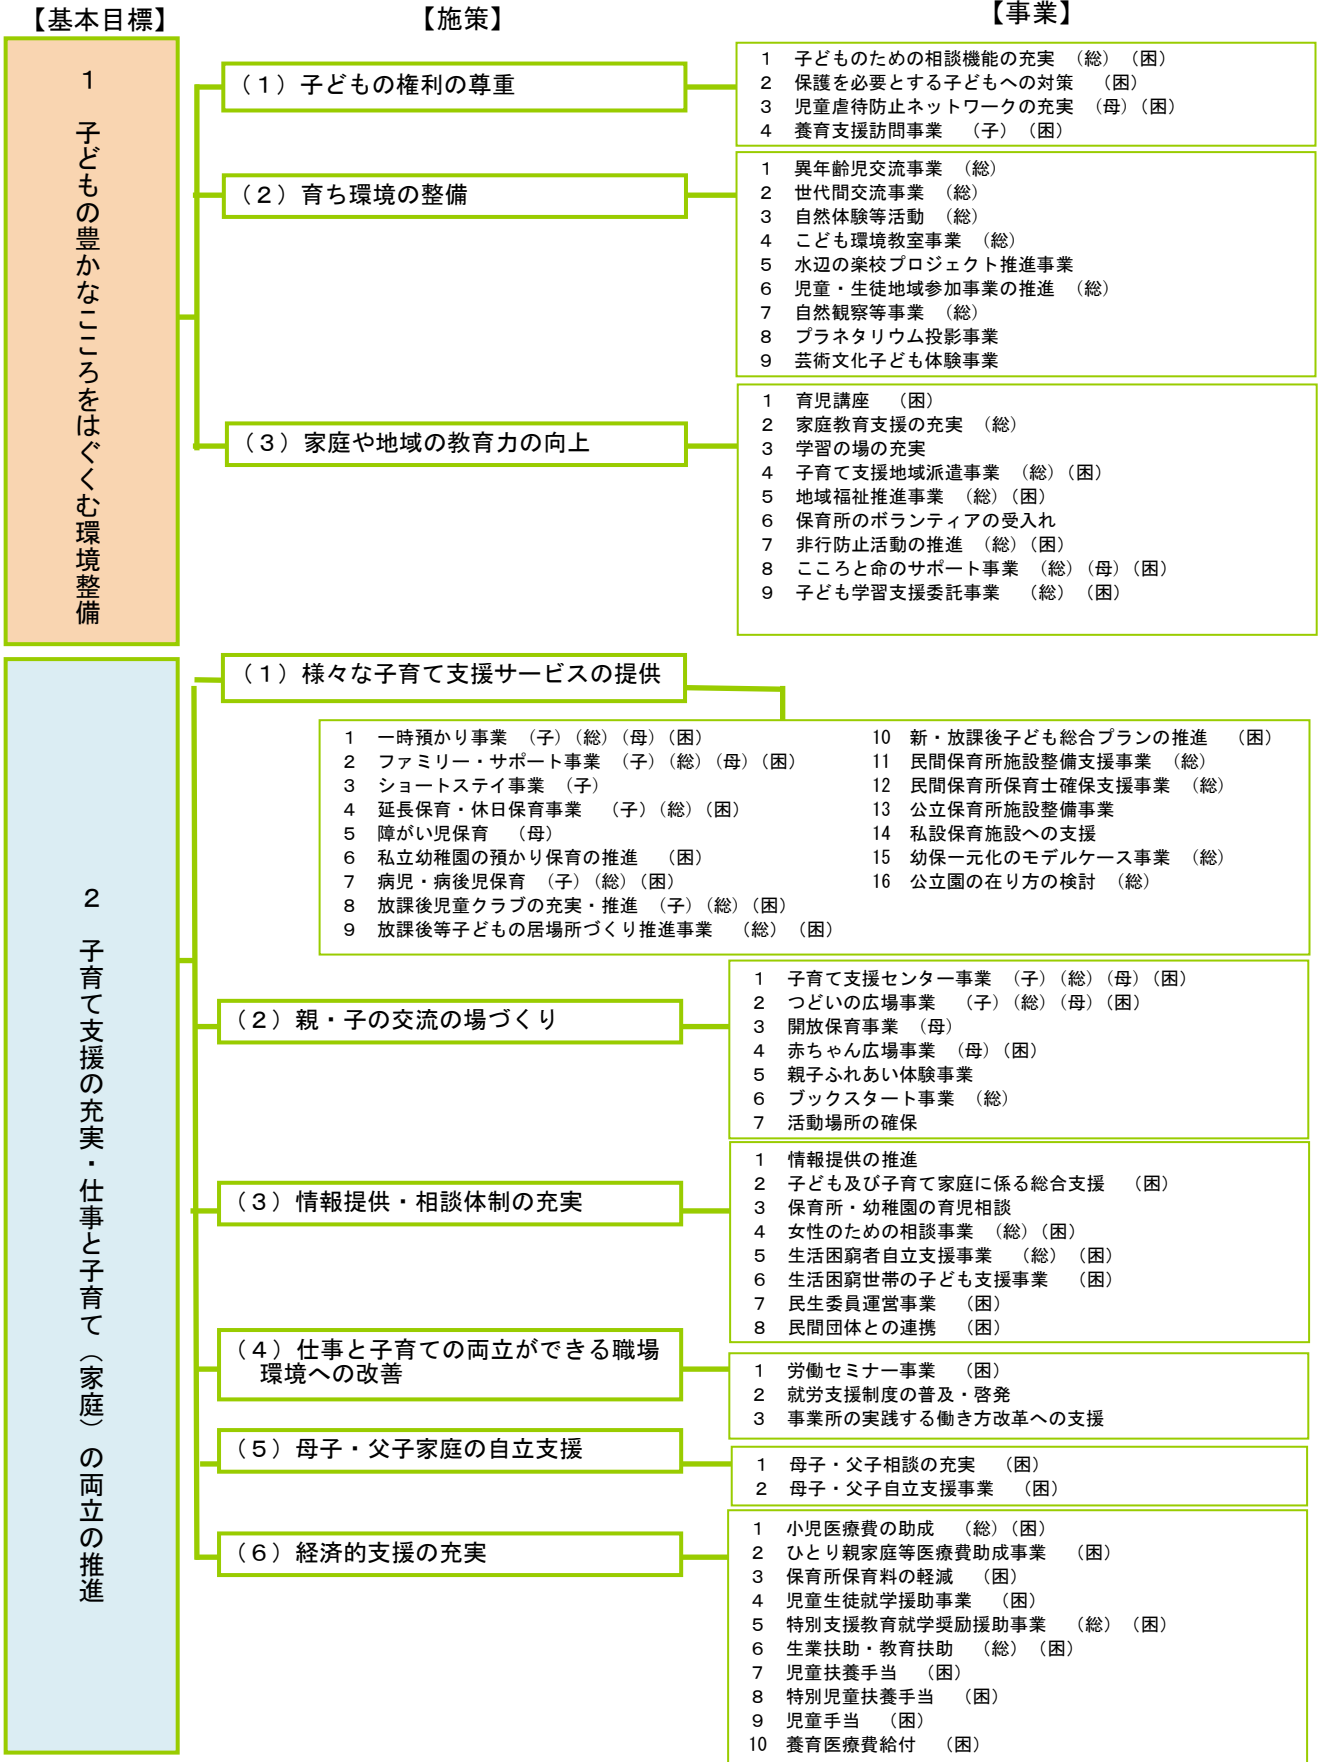 【基本目標】
【施策】
【事業】
1 子どもの豊かなこころをはぐくむ環境整備
（１）子どもの権利の尊重
1 子どものための相談機能の充実 （総）（困）
2 保護を必要とする子どもへの対策 （困）
3 児童虐待防止ネットワークの充実 （母）（困）
4 養育支援訪問事業 （子）（困）
（２）育ち環境の整備
1 異年齢児交流事業 （総）
2 世代間交流事業 （総）
3 自然体験等活動 （総）
4 こども環境教室事業 （総）
5 水辺の楽校プロジェクト推進事業
6 児童・生徒地域参加事業の推進 （総）
7 自然観察等事業 （総）
8 プラネタリウム投影事業
9 芸術文化子ども体験事業
（３）家庭や地域の教育力の向上
1 育児講座 （困）
2 家庭教育支援の充実 （総）
3 学習の場の充実
4 子育て支援地域派遣事業 （総）（困）
5 地域福祉推進事業 （総）（困）
6 保育所のボランティアの受入れ
7 非行防止活動の推進 （総）（困）
8 こころと命のサポート事業 （総）（母）（困）
9 子ども学習支援委託事業 （総）（困）
2 子育て支援の充実・仕事と子育て（家庭）の両立の推進
（１）様々な子育て支援サービスの提供
1 一時預かり事業 （子）（総）（母）（困）
2 ファミリー・サポート事業 （子）（総）（母）（困）
3 ショートステイ事業 （子）
4 延長保育・休日保育事業 （子）（総）（困）
5 障がい児保育 （母）
6 私立幼稚園の預かり保育の推進 （困）
7 病児・病後児保育 （子）（総）（困）
8 放課後児童クラブの充実・推進 （子）（総）（困）
9 放課後等子どもの居場所づくり推進事業 （総）（困）
10 新・放課後子ども総合プランの推進 （困）
11 民間保育所施設整備支援事業 （総）
12 民間保育所保育士確保支援事業 （総）
13 公立保育所施設整備事業
14 私設保育施設への支援
15 幼保一元化のモデルケース事業 （総）
16 公立園の在り方の検討 （総）
（２）親・子の交流の場づくり
1 子育て支援センター事業 （子）（総）（母）（困）
2 つどいの広場事業 （子）（総）（母）（困）
3 開放保育事業 （母）
4 赤ちゃん広場事業 （母）（困）
5 親子ふれあい体験事業
6 ブックスタート事業 （総）
7 活動場所の確保
（３）情報提供・相談体制の充実
1 情報提供の推進
2 子ども及び子育て家庭に係る総合支援 （困）
3 保育所・幼稚園の育児相談
4 女性のための相談事業 （総）（困）
5 生活困窮者自立支援事業 （総）（困）
6 生活困窮世帯の子ども支援事業 （困）
7 民生委員運営事業 （困）
8 民間団体との連携 （困）
（４）仕事と子育ての両立ができる職場
環境への改善
1 労働セミナー事業 （困）
2 就労支援制度の普及・啓発
3 事業所の実践する働き方改革への支援
（５）母子・父子家庭の自立支援
1 母子・父子相談の充実 （困）
2 母子・父子自立支援事業 （困）
（６）経済的支援の充実
1 小児医療費の助成 （総）（困）
2 ひとり親家庭等医療費助成事業 （困）
3 保育所保育料の軽減 （困）
4 児童生徒就学援助事業 （困）
5 特別支援教育就学奨励援助事業 （総）（困）
6 生業扶助・教育扶助 （総）（困）
7 児童扶養手当 （困）
8 特別児童扶養手当 （困）
9 児童手当 （困）
10 養育医療費給付 （困）